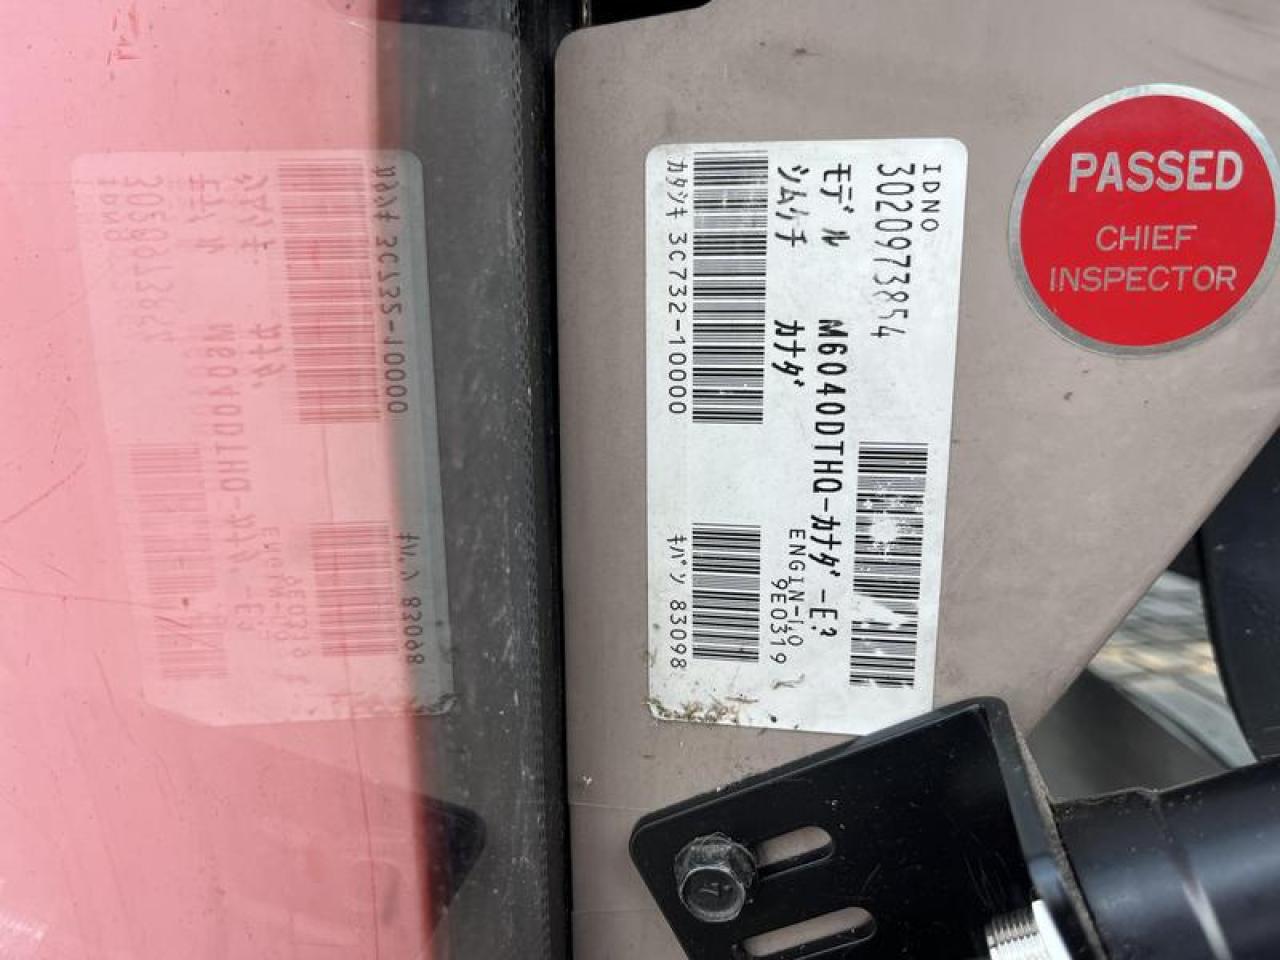 IDNO
3020973854
モデル M6040DTHQ-カナダ-E?
シムケチ カナダ
ENGIN-NO
9E0319
カタシキ 3C732-10000
キバン 83098
PASSED
CHIEF
INSPECTOR